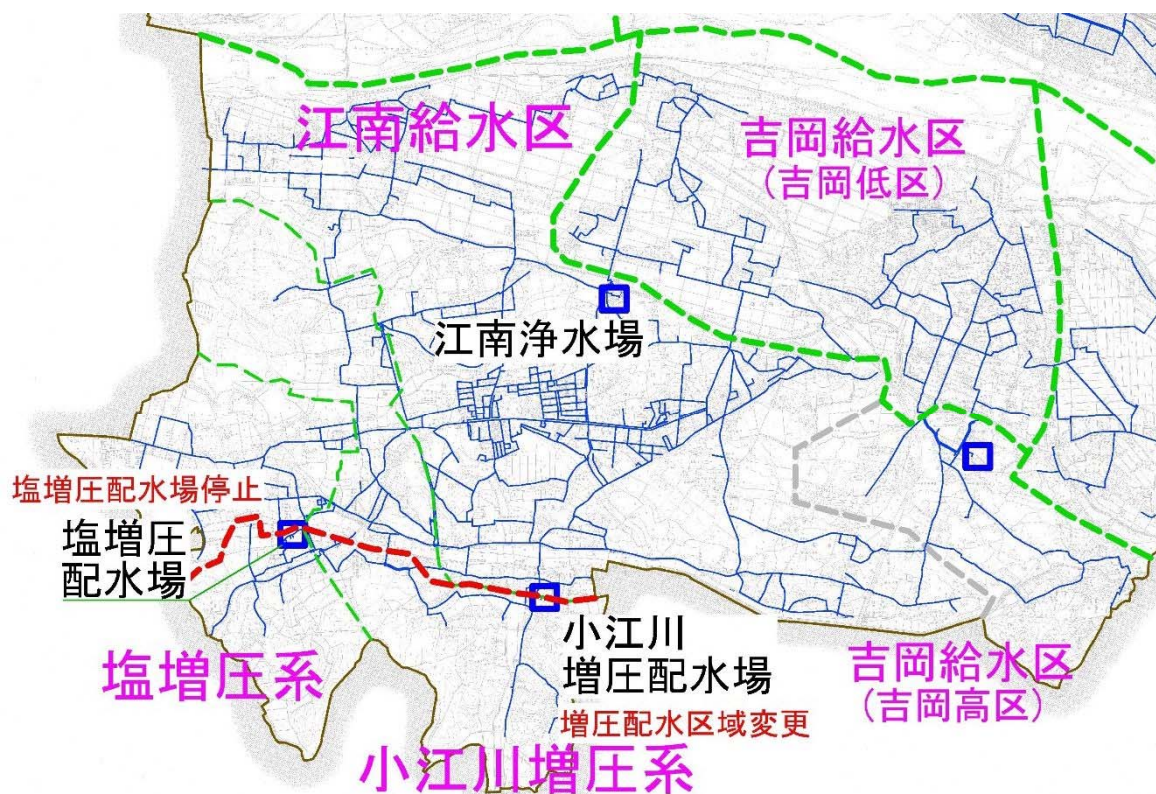 江南給水区
吉岡給水区
(吉岡低区)
江南浄水場
塩増圧配水場停止
塩増圧
配水場
小江川
増圧配水場
増圧配水区域変更
塩増圧系
小江川増圧系
吉岡給水区
(吉岡高区)